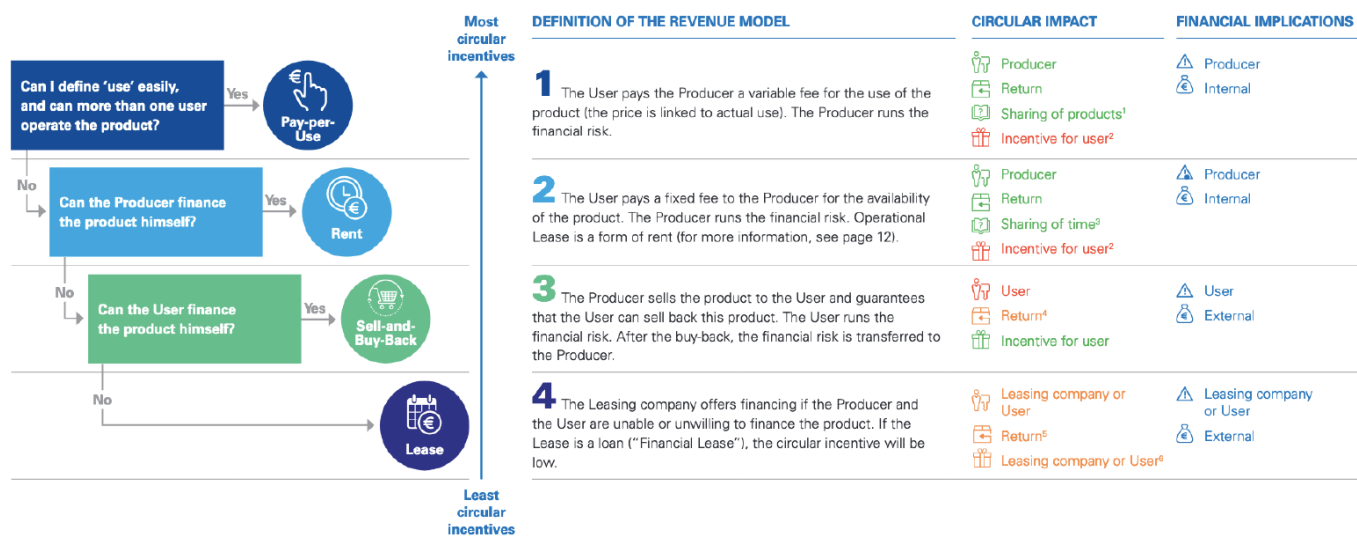 Most
circular
incentives
DEFINITION OF THE REVENUE MODEL
CIRCULAR IMPACT
FINANCIAL IMPLICATIONS
Can I define ‘use’ easily,
and can more than one user
operate the product?
Yes
€
Pay-per-
Use
1 The User pays the Producer a variable fee for the use of the
product (the price is linked to actual use). The Producer runs the
financial risk.
Producer
Return
? Sharing of products¹
Incentive for user²
Producer
€ Internal
No
Can the Producer finance
the product himself?
Yes
€
Rent
2 The User pays a fixed fee to the Producer for the availability
of the product. The Producer runs the financial risk. Operational
Lease is a form of rent (for more information, see page 12).
Producer
Return
? Sharing of time³
Incentive for user²
Producer
€ Internal
No
Can the User finance
the product himself?
Yes
Sell-and-
Buy-Back
3 The Producer sells the product to the User and guarantees
that the User can sell back this product. The User runs the
financial risk. After the buy-back, the financial risk is transferred to
the Producer.
User
Return⁴
Incentive for user
User
€ External
No
€
Lease
4 The Leasing company offers financing if the Producer and
the User are unable or unwilling to finance the product. If the
Lease is a loan (“Financial Lease”), the circular incentive will be
low.
Leasing company or
User
Return⁵
Leasing company or User⁶
Leasing company
or User
€ External
Least
circular
incentives